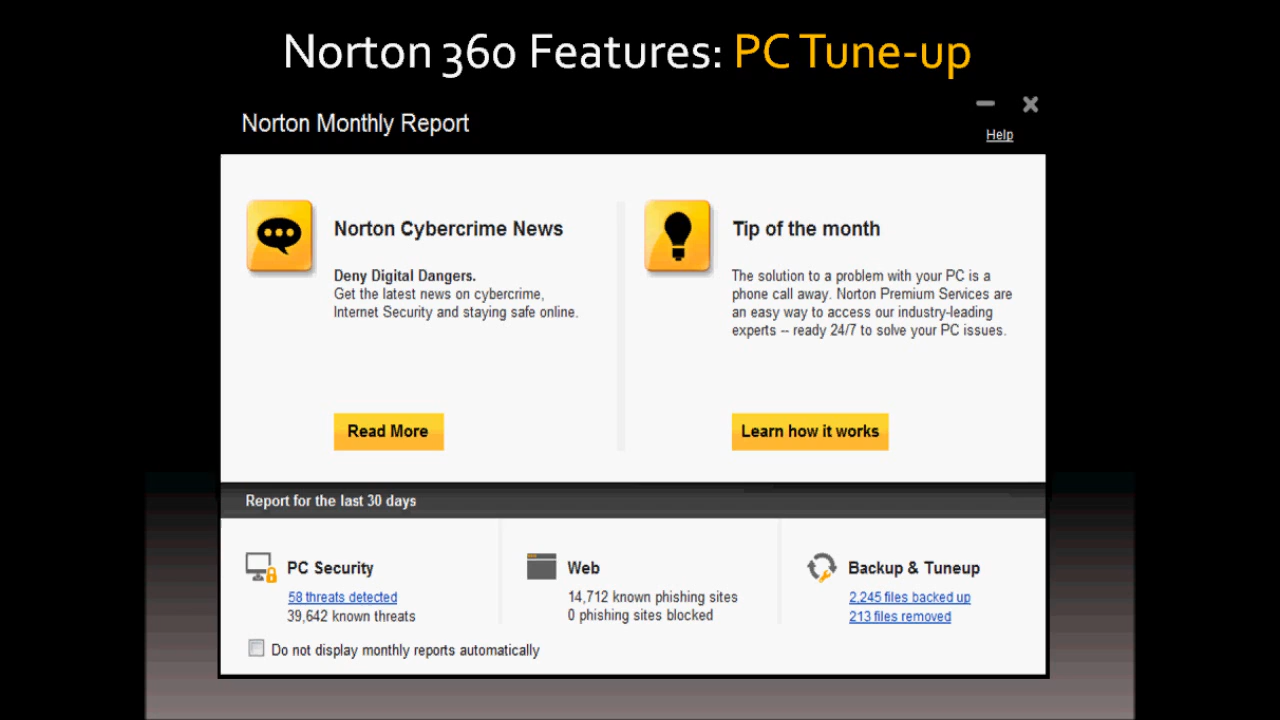 Norton 360 Features: PC Tune-up
Norton Monthly Report
Help
Norton Cybercrime News
Deny Digital Dangers.
Get the latest news on cybercrime,
Internet Security and staying safe online.
Read More
Tip of the month
The solution to a problem with your PC is a
phone call away. Norton Premium Services are
an easy way to access our industry-leading
experts -- ready 24/7 to solve your PC issues.
Learn how it works
Report for the last 30 days
PC Security
58 threats detected
39,642 known threats
Web
14,712 known phishing sites
0 phishing sites blocked
Backup & Tuneup
2,245 files backed up
213 files removed
Do not display monthly reports automatically